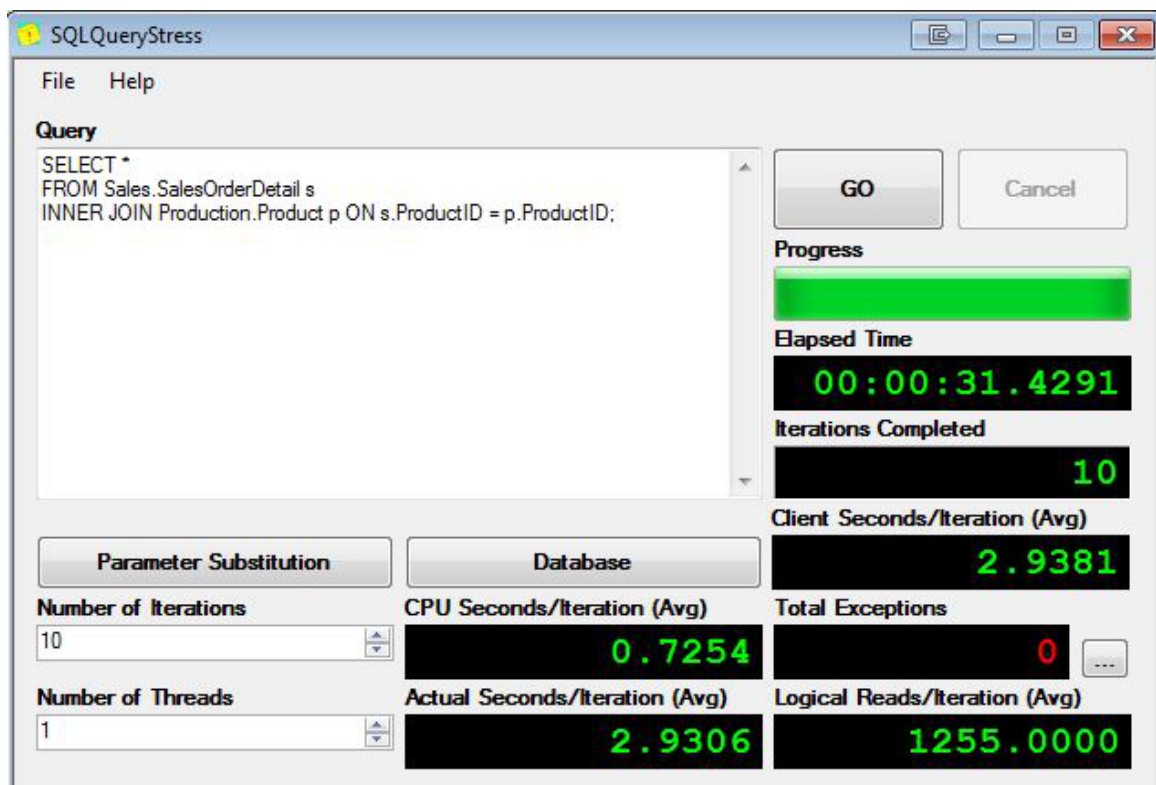 SQLQueryStress
File Help
Query
SELECT *
FROM Sales.SalesOrderDetail s
INNER JOIN Production.Product p ON s.ProductID = p.ProductID;
GO Cancel
Progress
Elapsed Time
00:00:31.4291
Iterations Completed
10
Client Seconds/Iteration (Avg)
2.9381
Parameter Substitution Database
Number of Iterations CPU Seconds/Iteration (Avg) Total Exceptions
10 0.7254 0 ...
Number of Threads Actual Seconds/Iteration (Avg) Logical Reads/Iteration (Avg)
1 2.9306 1255.0000